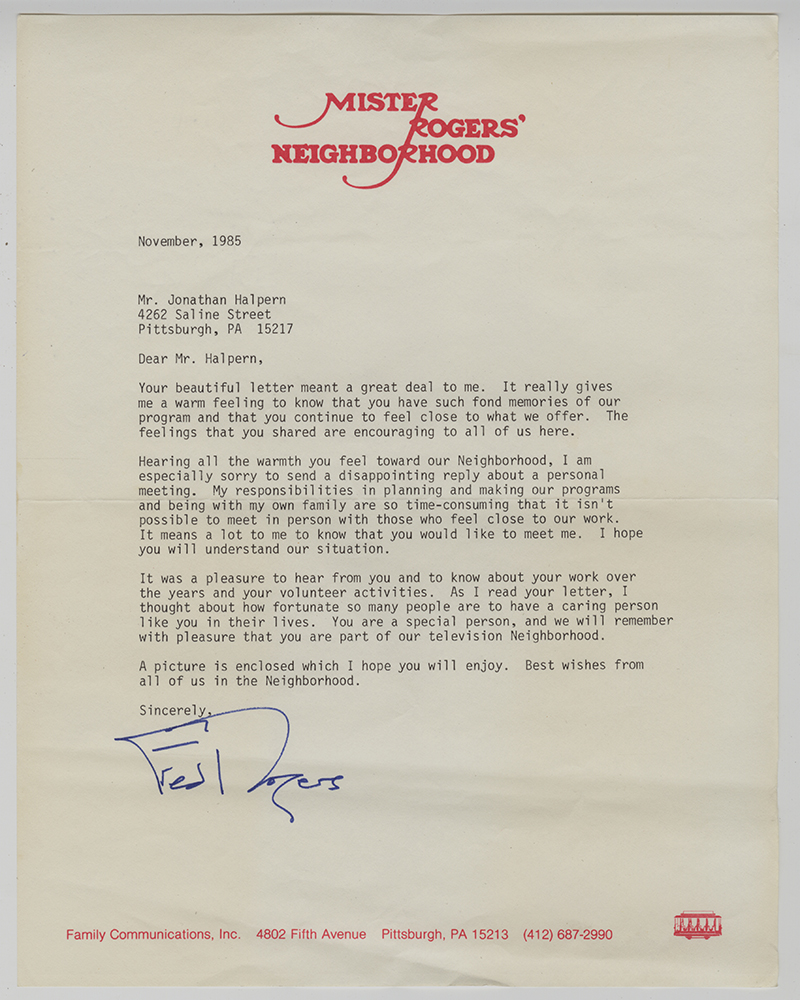 MISTER
ROGERS'
NEIGHBORHOOD
November, 1985
Mr. Jonathan Halpern
4262 Saline Street
Pittsburgh, PA 15217
Dear Mr. Halpern,
Your beautiful letter meant a great deal to me. It really gives
me a warm feeling to know that you have such fond memories of our
program and that you continue to feel close to what we offer. The
feelings that you shared are encouraging to all of us here.
Hearing all the warmth you feel toward our Neighborhood, I am
especially sorry to send a disappointing reply about a personal
meeting. My responsibilities in planning and making our programs
and being with my own family are so time-consuming that it isn't
possible to meet in person with those who feel close to our work.
It means a lot to me to know that you would like to meet me. I hope
you will understand our situation.
It was a pleasure to hear from you and to know about your work over
the years and your volunteer activities. As I read your letter, I
thought about how fortunate so many people are to have a caring person
like you in their lives. You are a special person, and we will remember
with pleasure that you are part of our television Neighborhood.
A picture is enclosed which I hope you will enjoy. Best wishes from
all of us in the Neighborhood.
Sincerely,
Fred Rogers
Family Communications, Inc. 4802 Fifth Avenue Pittsburgh, PA 15213 (412) 687-2990